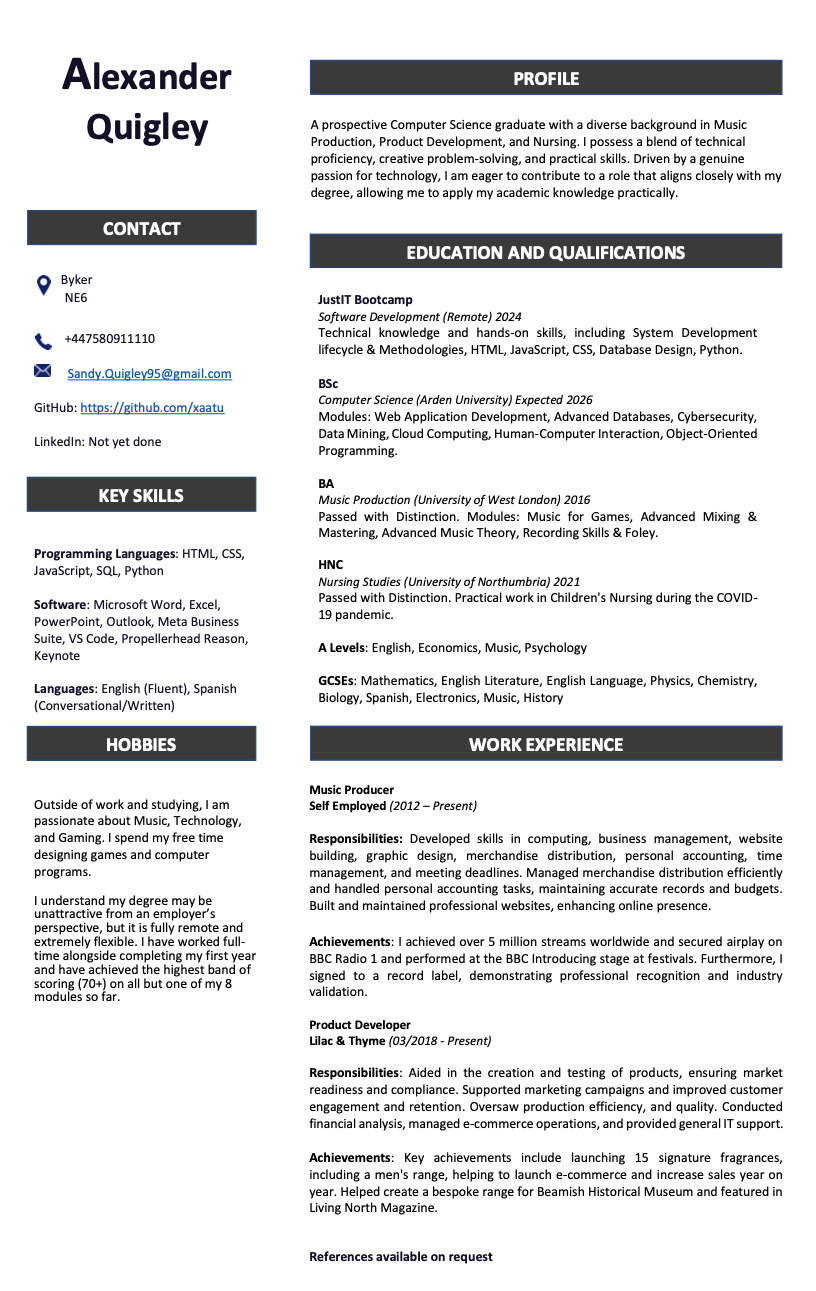 Alexander
Quigley
CONTACT
Byker
NE6
+447580911110
Sandy.Quigley95@gmail.com
GitHub: https://github.com/xaatu
LinkedIn: Not yet done
KEY SKILLS
Programming Languages: HTML, CSS,
JavaScript, SQL, Python
Software: Microsoft Word, Excel,
PowerPoint, Outlook, Meta Business
Suite, VS Code, Propellerhead Reason,
Keynote
Languages: English (Fluent), Spanish
(Conversational/Written)
HOBBIES
Outside of work and studying, I am
passionate about Music, Technology,
and Gaming. I spend my free time
designing games and computer
programs.
I understand my degree may be
unattractive from an employer’s
perspective, but it is fully remote and
extremely flexible. I have worked full-
time alongside completing my first year
and have achieved the highest band of
scoring (70+) on all but one of my 8
modules so far.
PROFILE
A prospective Computer Science graduate with a diverse background in Music
Production, Product Development, and Nursing. I possess a blend of technical
proficiency, creative problem-solving, and practical skills. Driven by a genuine
passion for technology, I am eager to contribute to a role that aligns closely with my
degree, allowing me to apply my academic knowledge practically.
EDUCATION AND QUALIFICATIONS
JustIT Bootcamp
Software Development (Remote) 2024
Technical knowledge and hands-on skills, including System Development
lifecycle & Methodologies, HTML, JavaScript, CSS, Database Design, Python.
BSc
Computer Science (Arden University) Expected 2026
Modules: Web Application Development, Advanced Databases, Cybersecurity,
Data Mining, Cloud Computing, Human-Computer Interaction, Object-Oriented
Programming.
BA
Music Production (University of West London) 2016
Passed with Distinction. Modules: Music for Games, Advanced Mixing &
Mastering, Advanced Music Theory, Recording Skills & Foley.
HNC
Nursing Studies (University of Northumbria) 2021
Passed with Distinction. Practical work in Children's Nursing during the COVID-
19 pandemic.
A Levels: English, Economics, Music, Psychology
GCSEs: Mathematics, English Literature, English Language, Physics, Chemistry,
Biology, Spanish, Electronics, Music, History
WORK EXPERIENCE
Music Producer
Self Employed (2012 – Present)
Responsibilities: Developed skills in computing, business management, website
building, graphic design, merchandise distribution, personal accounting, time
management, and meeting deadlines. Managed merchandise distribution efficiently
and handled personal accounting tasks, maintaining accurate records and budgets.
Built and maintained professional websites, enhancing online presence.
Achievements: I achieved over 5 million streams worldwide and secured airplay on
BBC Radio 1 and performed at the BBC Introducing stage at festivals. Furthermore, I
signed to a record label, demonstrating professional recognition and industry
validation.
Product Developer
Lilac & Thyme (03/2018 - Present)
Responsibilities: Aided in the creation and testing of products, ensuring market
readiness and compliance. Supported marketing campaigns and improved customer
engagement and retention. Oversaw production efficiency, and quality. Conducted
financial analysis, managed e-commerce operations, and provided general IT support.
Achievements: Key achievements include launching 15 signature fragrances,
including a men's range, helping to launch e-commerce and increase sales year on
year. Helped create a bespoke range for Beamish Historical Museum and featured in
Living North Magazine.
References available on request